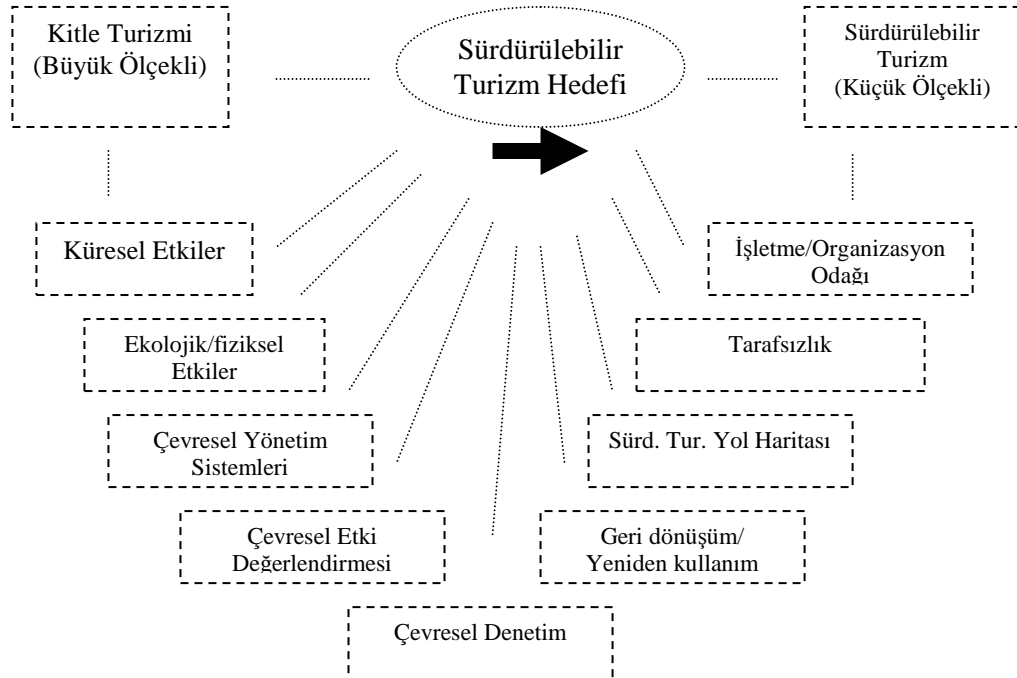 Kitle Turizmi
(Büyük Ölçekli)
Sürdürülebilir
Turizm Hedefi
Sürdürülebilir
Turizm
(Küçük Ölçekli)
Küresel Etkiler
İşletme/Organizasyon
Odağı
Ekolojik/fiziksel
Etkiler
Tarafsızlık
Çevresel Yönetim
Sistemleri
Sürd. Tur. Yol Haritası
Çevresel Etki
Değerlendirmesi
Geri dönüşüm/
Yeniden kullanım
Çevresel Denetim